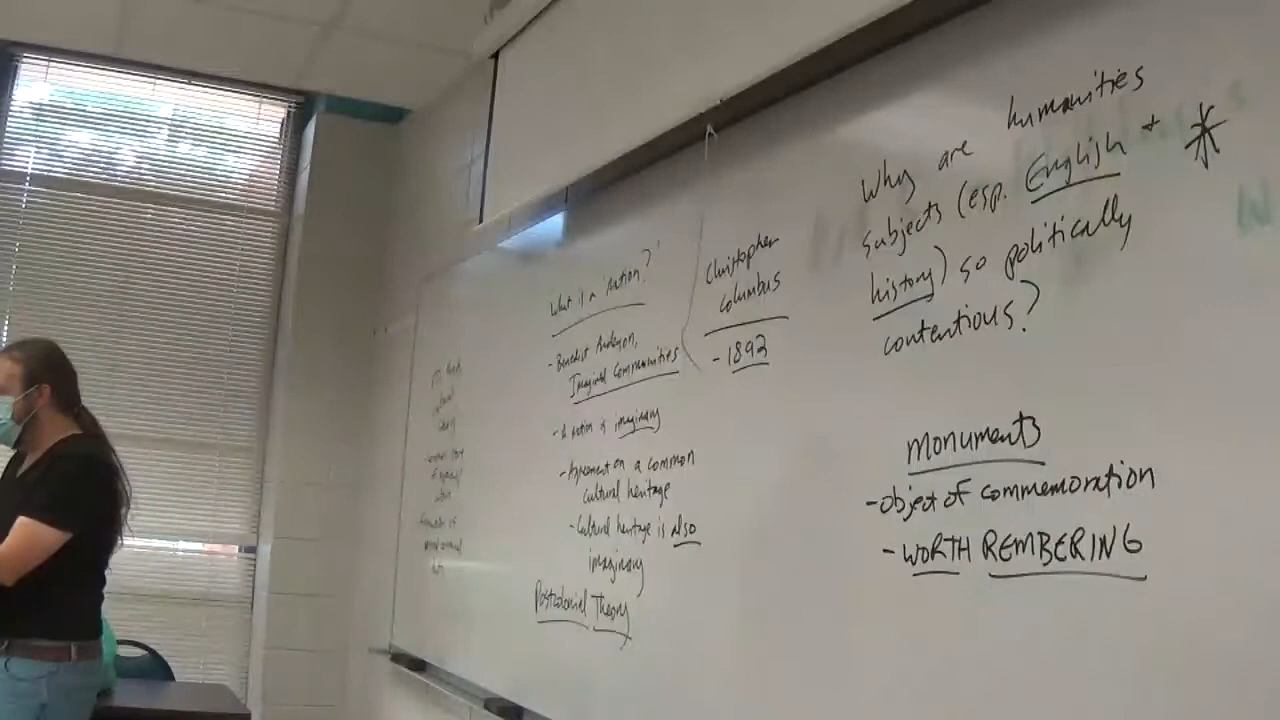 What is a 'nation?'
- Benedict Anderson,
Imagined Communities
- A nation is imaginary
- Agreement on a common
cultural heritage
- Cultural heritage is also
imaginary
Postcolonial Theory
Christopher
Columbus
- 1892
Why are humanities
subjects (esp. English +
history) so politically
contentious?
monuments
- object of commemoration
- WORTH REMBERING